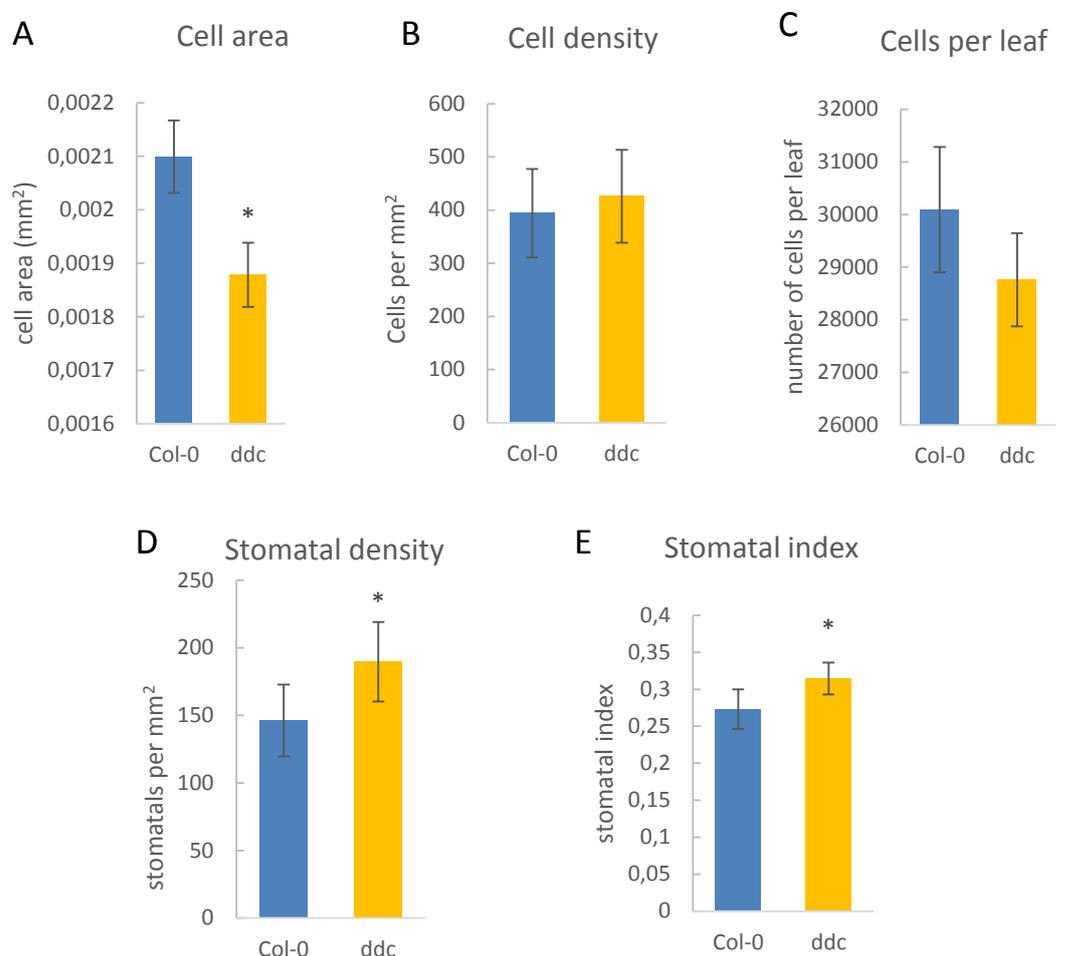 A
Cell area
cell area (mm²)
0,0022
0,0021
0,002
0,0019
0,0018
0,0017
0,0016
*
Col-0 ddc
B
Cell density
Cells per mm²
600
500
400
300
200
100
0
Col-0 ddc
C
Cells per leaf
number of cells per leaf
32000
31000
30000
29000
28000
27000
26000
Col-0 ddc
D
Stomatal density
stomatals per mm²
250
200
150
100
50
0
*
Col-0 ddc
E
Stomatal index
stomatal index
0,4
0,35
0,3
0,25
0,2
0,15
0,1
0,05
0
*
Col-0 ddc